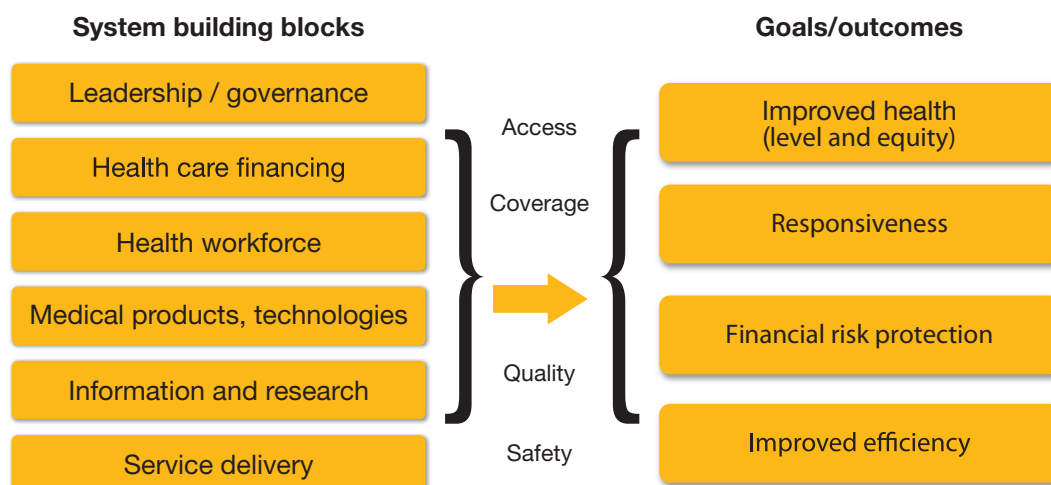 System building blocks
Leadership / governance
Health care financing
Health workforce
Medical products, technologies
Information and research
Service delivery
Access
Coverage
Quality
Safety
Goals/outcomes
Improved health
(level and equity)
Responsiveness
Financial risk protection
Improved efficiency